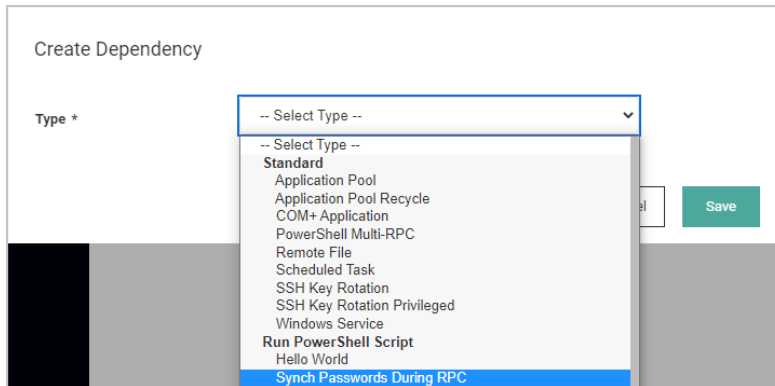 Create Dependency
Type *
-- Select Type --
-- Select Type --
Standard
Application Pool
Application Pool Recycle
COM+ Application
PowerShell Multi-RPC
Remote File
Scheduled Task
SSH Key Rotation
SSH Key Rotation Privileged
Windows Service
Run PowerShell Script
Hello World
Synch Passwords During RPC
el
Save